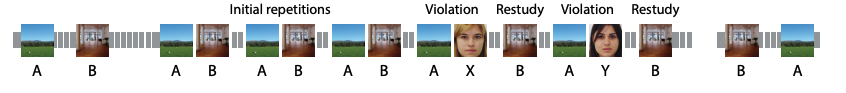 Initial repetitions Violation Restudy Violation Restudy
A B A B A B A B A X B A Y B B A